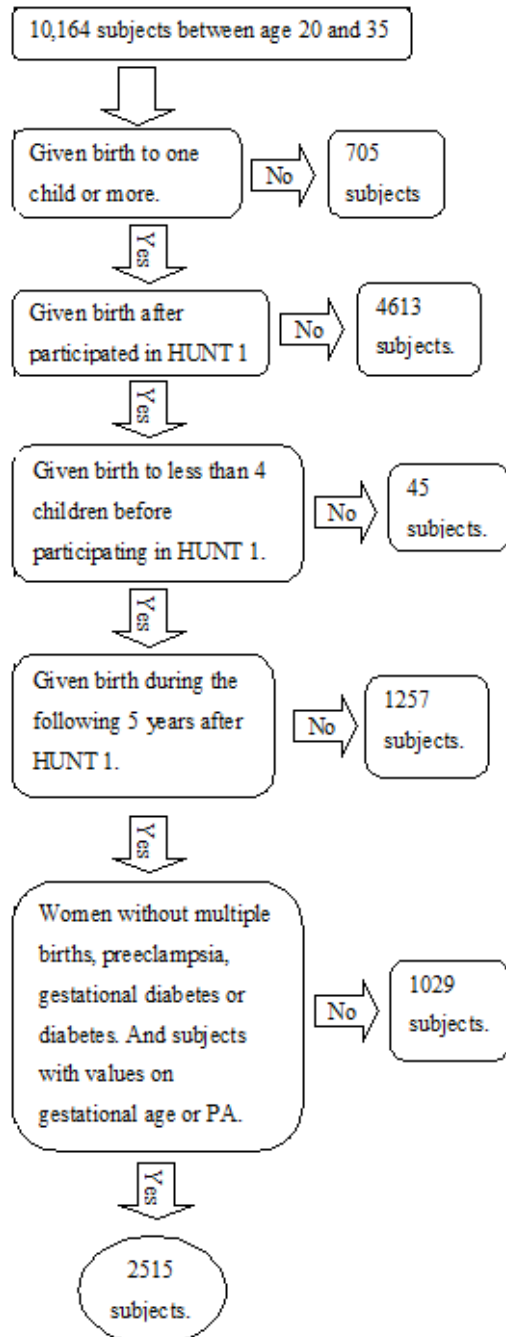 10,164 subjects between age 20 and 35
Given birth to one
child or more.
No
705
subjects
Yes
Given birth after
participated in HUNT 1
No
4613
subjects.
Yes
Given birth to less than 4
children before
participating in HUNT 1.
No
45
subjects.
Yes
Given birth during the
following 5 years after
HUNT 1.
No
1257
subjects.
Yes
Women without multiple
births, preeclampsia,
gestational diabetes or
diabetes. And subjects
with values on
gestational age or PA.
No
1029
subjects.
Yes
2515
subjects.